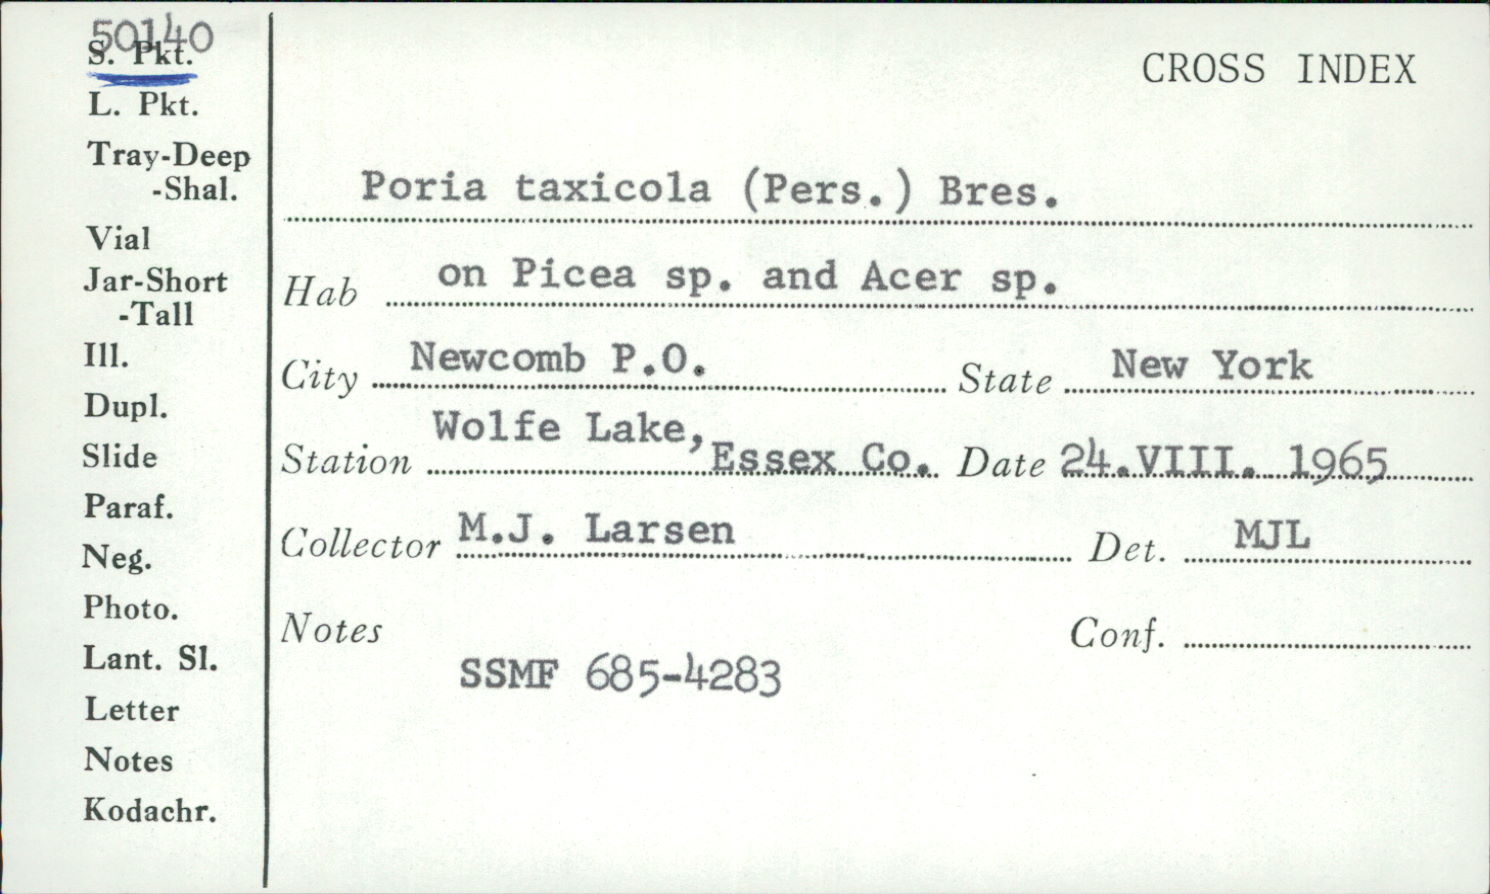 50140
S. Pkt.
L. Pkt.
Tray-Deep
-Shal.
Vial
Jar-Short
-Tall
Ill.
Dupl.
Slide
Paraf.
Neg.
Photo.
Lant. Sl.
Letter
Notes
Kodachr.
CROSS INDEX
Poria taxicola (Pers.) Bres.
Hab on Picea sp. and Acer sp.
City Newcomb P.O. State New York
Station Wolfe Lake, Essex Co. Date 24.VIII. 1965
Collector M.J. Larsen Det. MJL
Notes Conf.
SSMF 685-4283